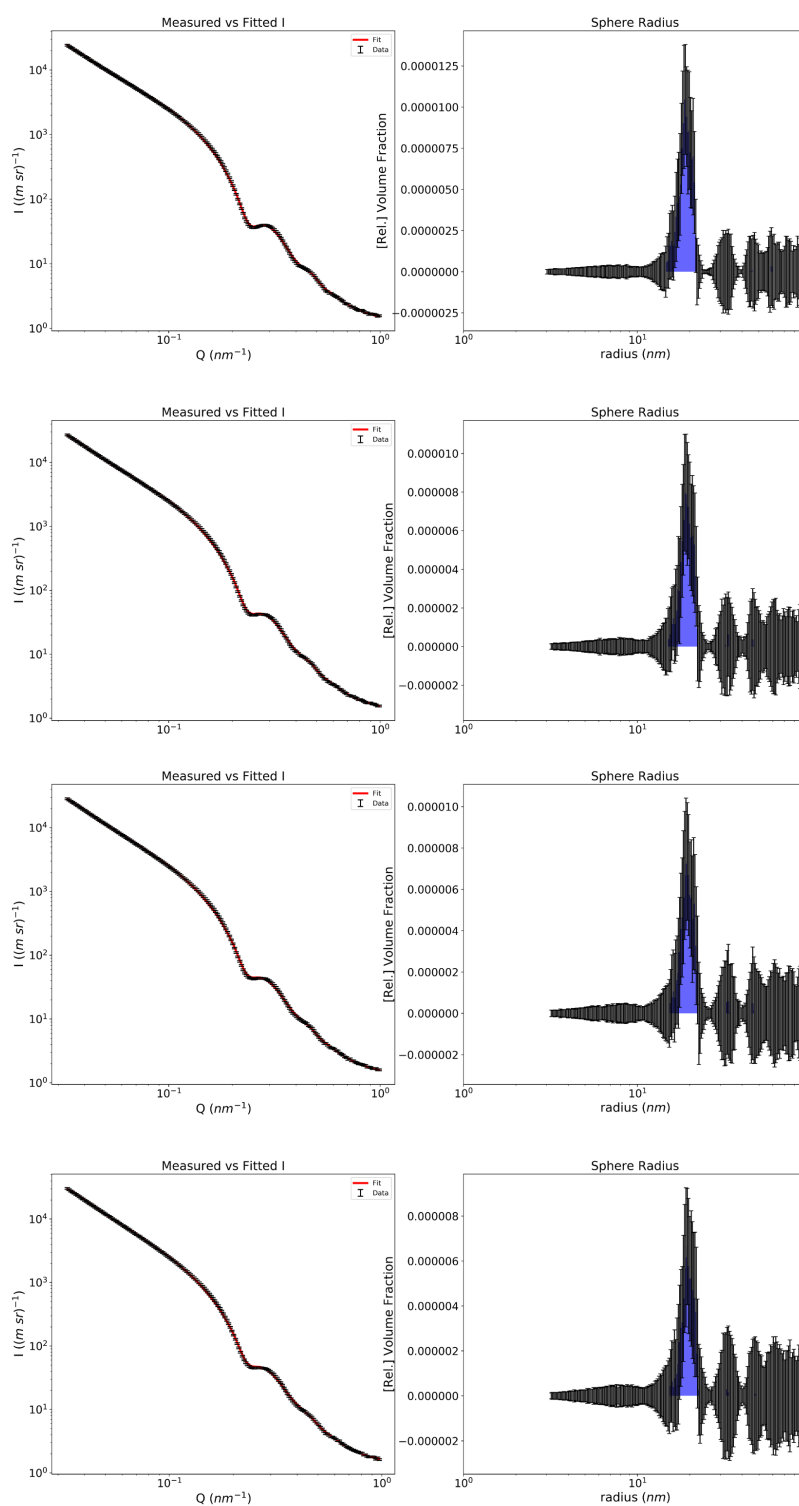 Measured vs Fitted I
Sphere Radius
Fit
Data
I ((m sr)⁻¹)
10⁴
10³
10²
10¹
10⁰
10⁻¹
10⁰
Q (nm⁻¹)
[Rel.] Volume Fraction
0.0000125
0.0000100
0.0000075
0.0000050
0.0000025
0.0000000
−0.0000025
10⁰
10¹
radius (nm)
Measured vs Fitted I
Sphere Radius
Fit
Data
I ((m sr)⁻¹)
10⁴
10³
10²
10¹
10⁰
10⁻¹
10⁰
[Rel.] Volume Fraction
0.000010
0.000008
0.000006
0.000004
0.000002
0.000000
−0.000002
10⁰
10¹
Measured vs Fitted I
Sphere Radius
Fit
Data
I ((m sr)⁻¹)
10⁴
10³
10²
10¹
10⁰
10⁻¹
10⁰
Q (nm⁻¹)
[Rel.] Volume Fraction
0.000010
0.000008
0.000006
0.000004
0.000002
0.000000
−0.000002
10⁰
10¹
radius (nm)
Measured vs Fitted I
Sphere Radius
Fit
Data
I ((m sr)⁻¹)
10⁴
10³
10²
10¹
10⁰
10⁻¹
10⁰
Q (nm⁻¹)
[Rel.] Volume Fraction
0.000008
0.000006
0.000004
0.000002
0.000000
−0.000002
10⁰
10¹
radius (nm)